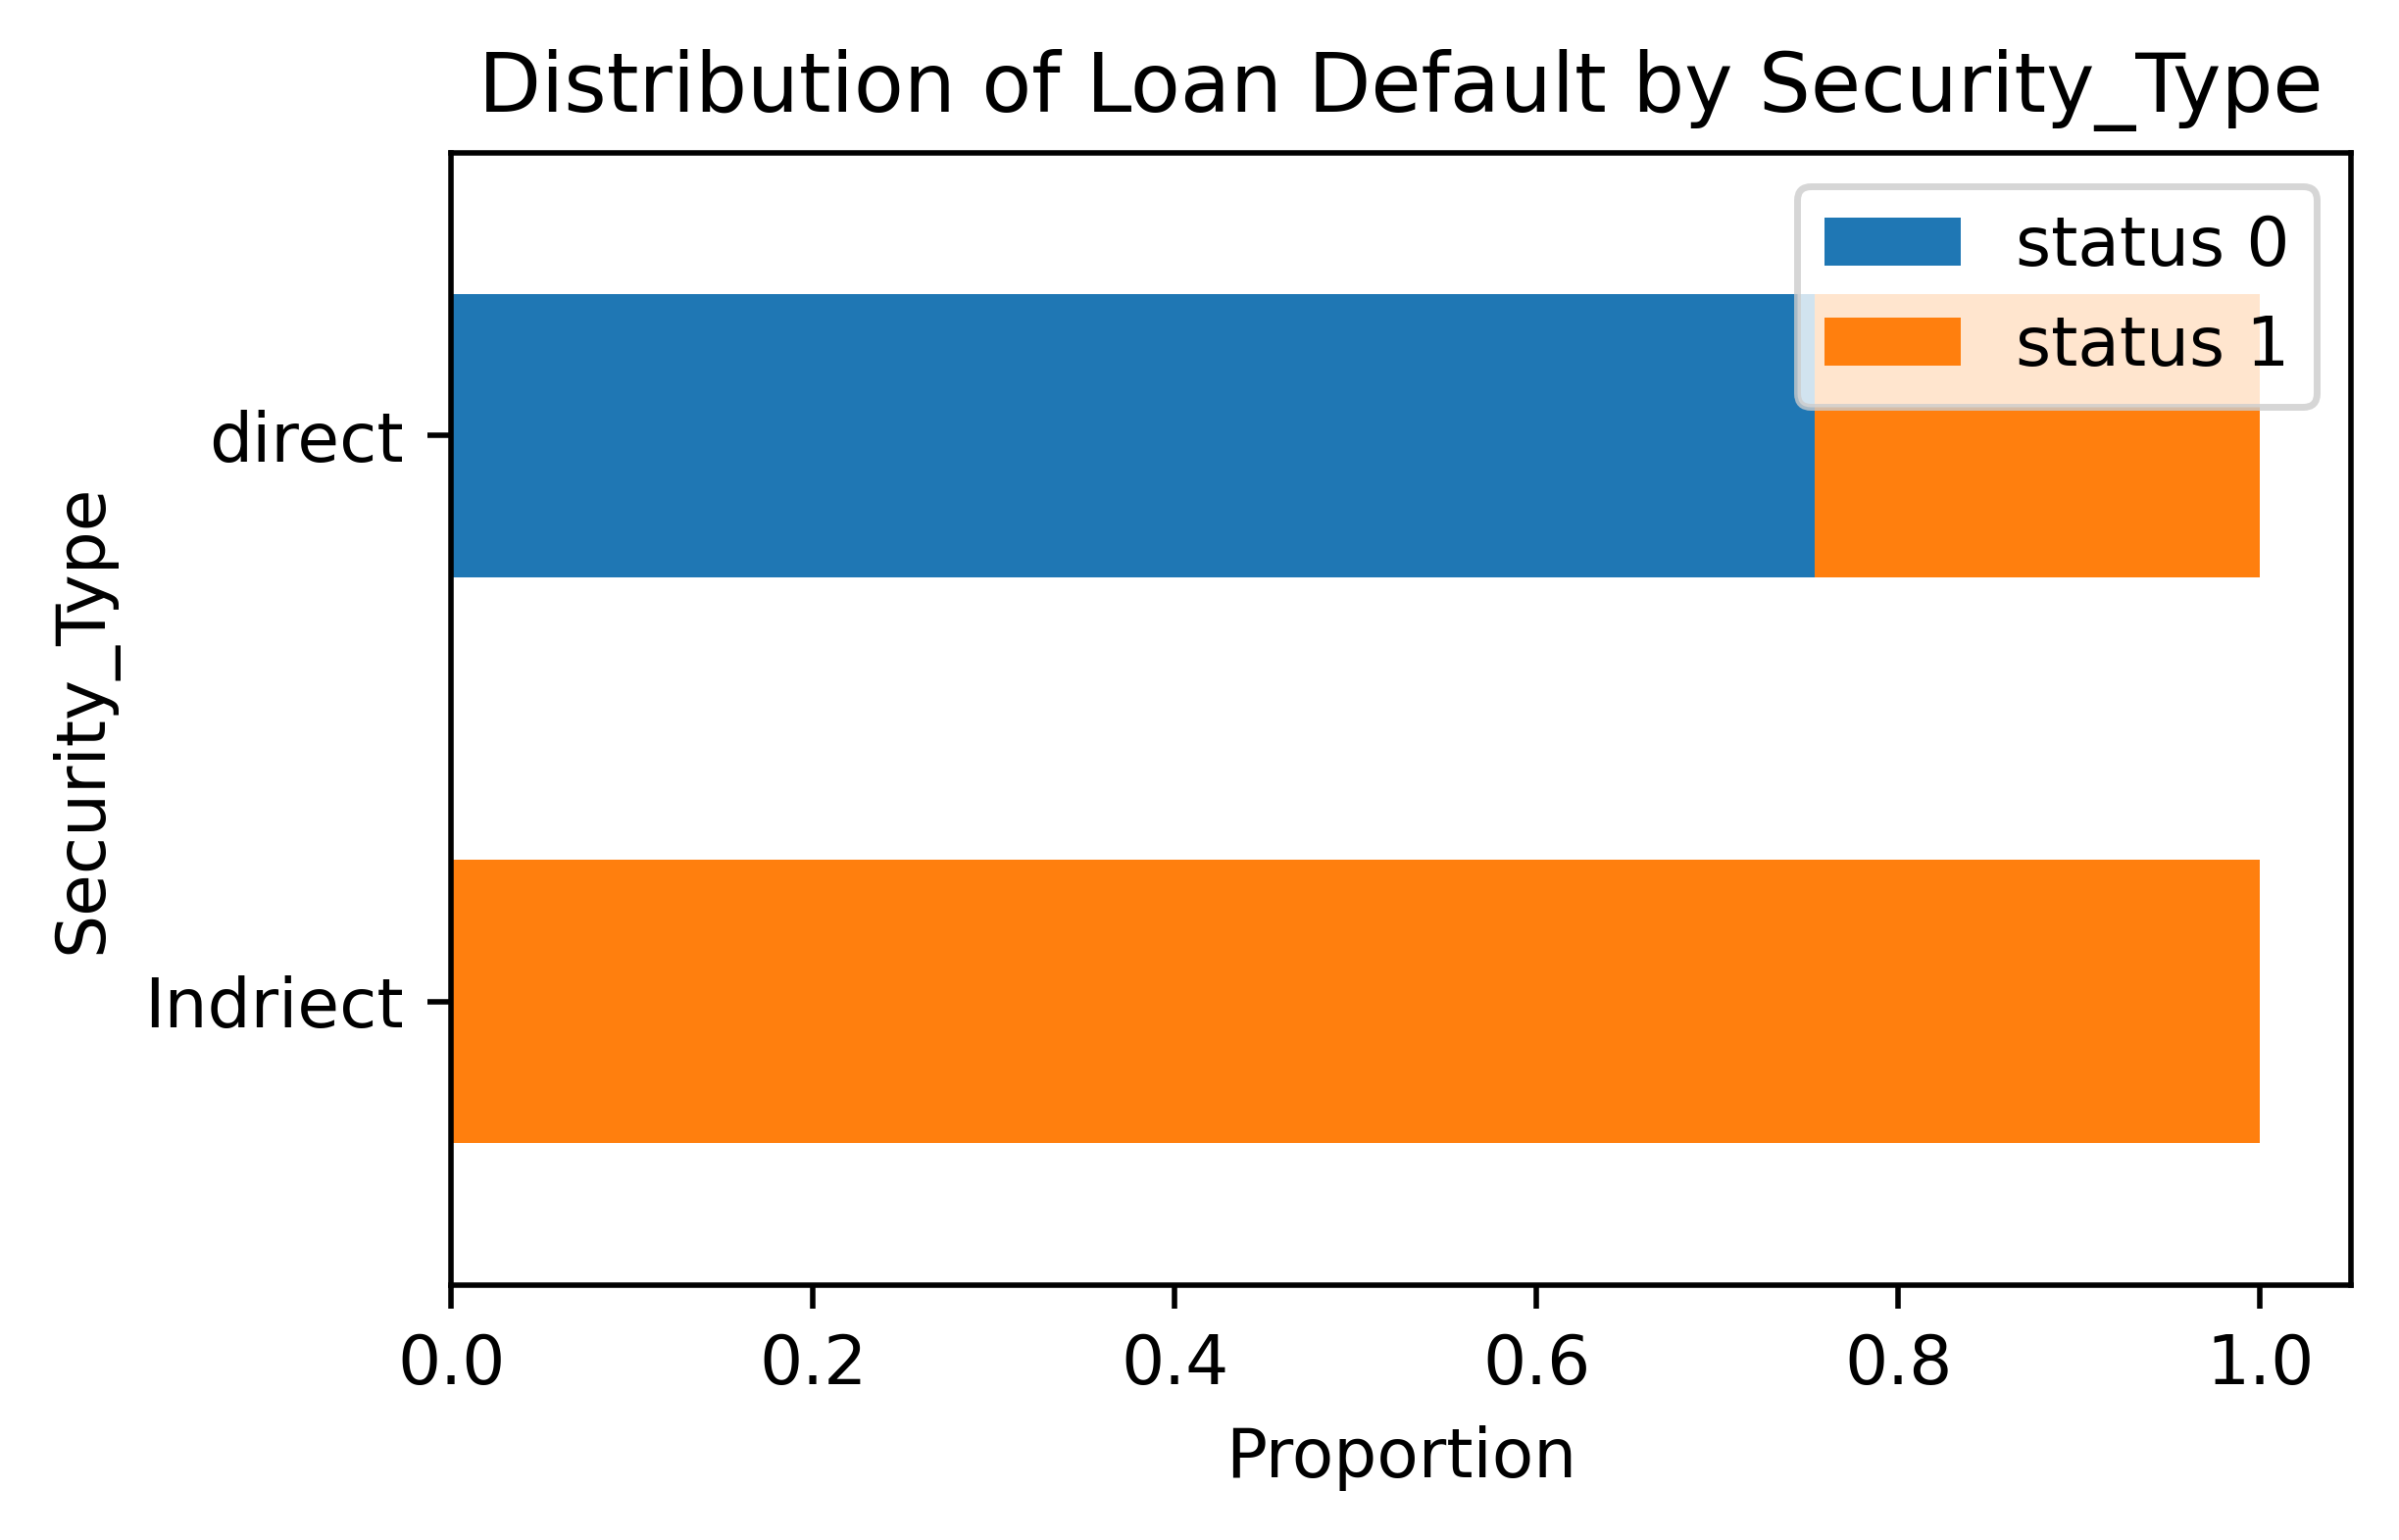 Distribution of Loan Default by Security_Type
status 0
status 1
direct
Security_Type
Indriect
0.0 0.2 0.4 0.6 0.8 1.0
Proportion